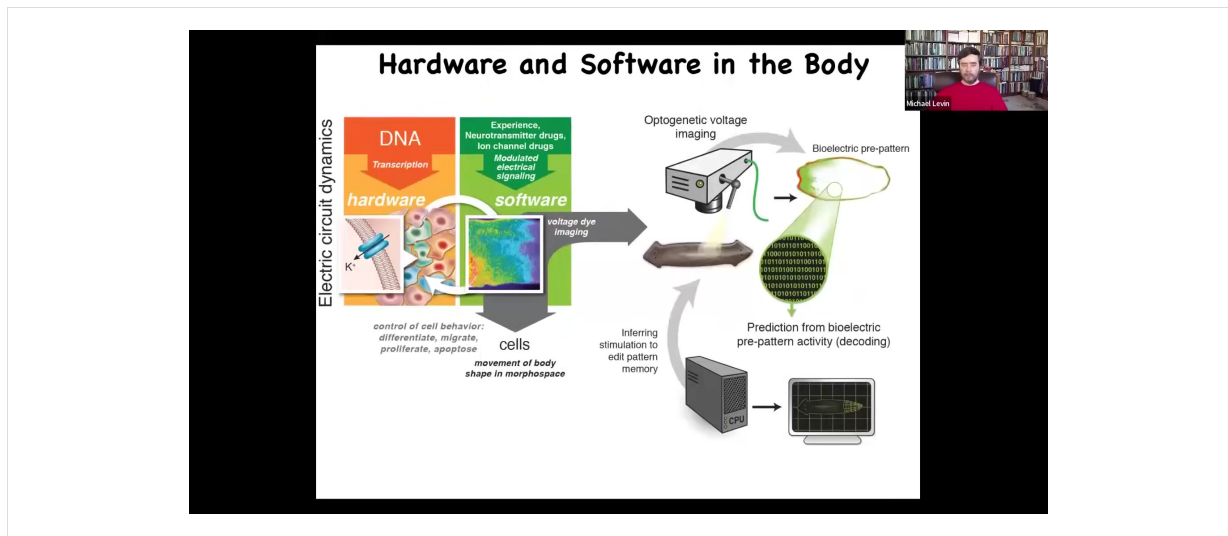 Hardware and Software in the Body
Michael Levin
Electric circuit dynamics
DNA
Transcription
hardware
K+
Experience,
Neurotransmitter drugs,
Ion channel drugs
Modulated
electrical
signaling
software
voltage dye
imaging
control of cell behavior:
differentiate, migrate,
proliferate, apoptose
cells
movement of body
shape in morphospace
Optogenetic voltage
imaging
Bioelectric pre-pattern
Prediction from bioelectric
pre-pattern activity (decoding)
Inferring
stimulation to
edit pattern
memory
CPU